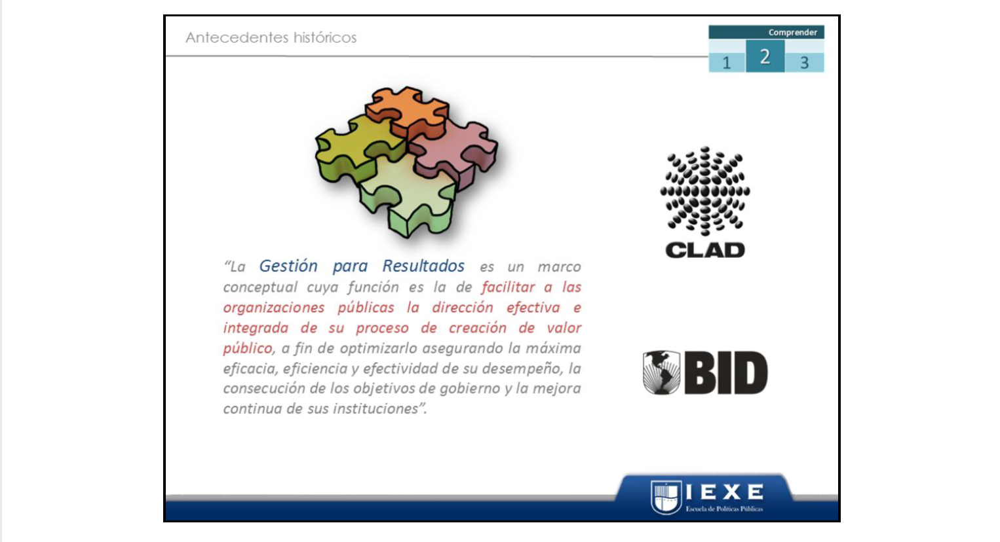 Antecedentes históricos
Comprender
1 2 3
CLAD
“La Gestión para Resultados es un marco
conceptual cuya función es la de facilitar a las
organizaciones públicas la dirección efectiva e
integrada de su proceso de creación de valor
público, a fin de optimizarlo asegurando la máxima
eficacia, eficiencia y efectividad de su desempeño, la
consecución de los objetivos de gobierno y la mejora
continua de sus instituciones”.
BID
IEXE
Escuela de Políticas Públicas